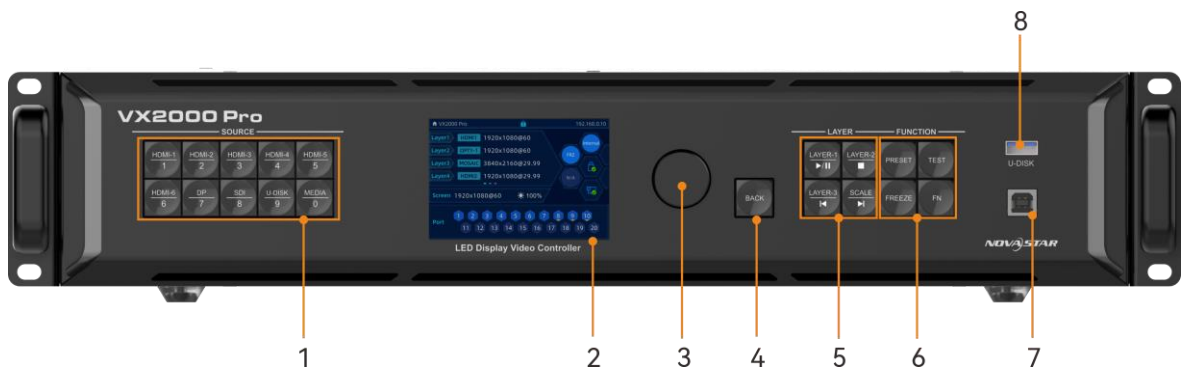 8
VX2000 Pro
SOURCE
HDMI-1
1
HDMI-2
2
HDMI-3
3
HDMI-4
4
HDMI-5
5
HDMI-6
6
DP
7
SDI
8
U-DISK
9
MEDIA
0
VX2000 Pro
192.168.0.10
Layer1 HDMI1 1920x1080@60
Layer2 1920x1080@60
Layer3 MOSAIC 3840x2160@29.99
Layer4 HDMI2 1920x1080@29.99
Screen 1920x1080@60 100%
Port 1 2 3 4 5 6 7 8 9 10
11 12 13 14 15 16 17 18 19 20
LED Display Video Controller
BACK
LAYER
LAYER-1
LAYER-2
LAYER-3
SCALE
FUNCTION
PRESET
TEST
FREEZE
FN
U-DISK
NOVASTAR
1
2
3
4
5
6
7